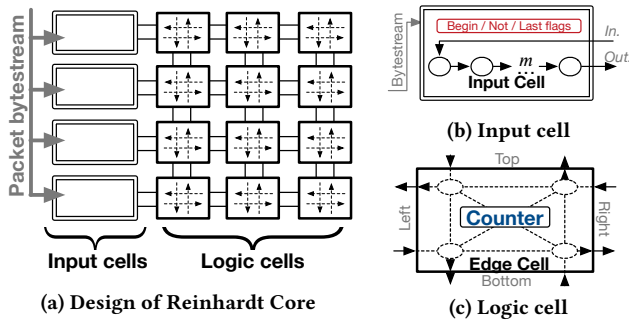 Packet bytestream
Input cells
Logic cells
(a) Design of Reinhardt Core
Bytestream
Begin / Not / Last flags
In.
Out.
m
...
Input Cell
(b) Input cell
Top
Left
Counter
Right
Edge Cell
Bottom
(c) Logic cell